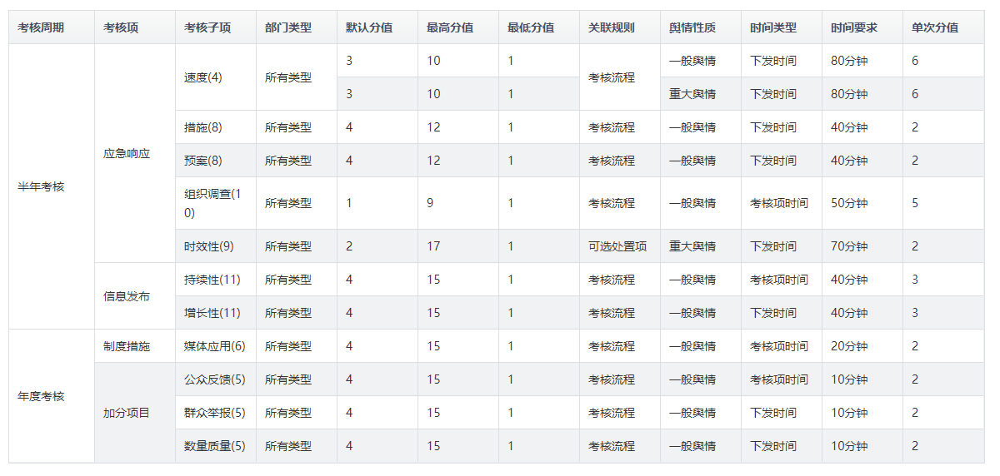 考核周期 考核项 考核子项 部门类型 默认分值 最高分值 最低分值 关联规则 舆情性质 时间类型 时间要求 单次分值
半年考核 应急响应 速度(4) 所有类型 3 10 1 考核流程 一般舆情 下发时间 80分钟 6
3 10 1 重大舆情 下发时间 80分钟 6
措施(8) 所有类型 4 12 1 考核流程 一般舆情 下发时间 40分钟 2
预案(8) 所有类型 4 12 1 考核流程 一般舆情 下发时间 40分钟 2
组织调查(1
0) 所有类型 1 9 1 考核流程 一般舆情 考核项时间 50分钟 5
时效性(9) 所有类型 2 17 1 可选处置项 重大舆情 下发时间 70分钟 2
信息发布 持续性(11) 所有类型 4 15 1 考核流程 一般舆情 考核项时间 40分钟 3
增长性(11) 所有类型 4 15 1 考核流程 一般舆情 下发时间 40分钟 3
年度考核 制度措施 媒体应用(6) 所有类型 4 15 1 考核流程 一般舆情 考核项时间 20分钟 2
加分项目 公众反馈(5) 所有类型 4 15 1 考核流程 一般舆情 考核项时间 10分钟 2
群众举报(5) 所有类型 4 15 1 考核流程 一般舆情 下发时间 10分钟 2
数量质量(5) 所有类型 4 15 1 考核流程 一般舆情 下发时间 10分钟 2